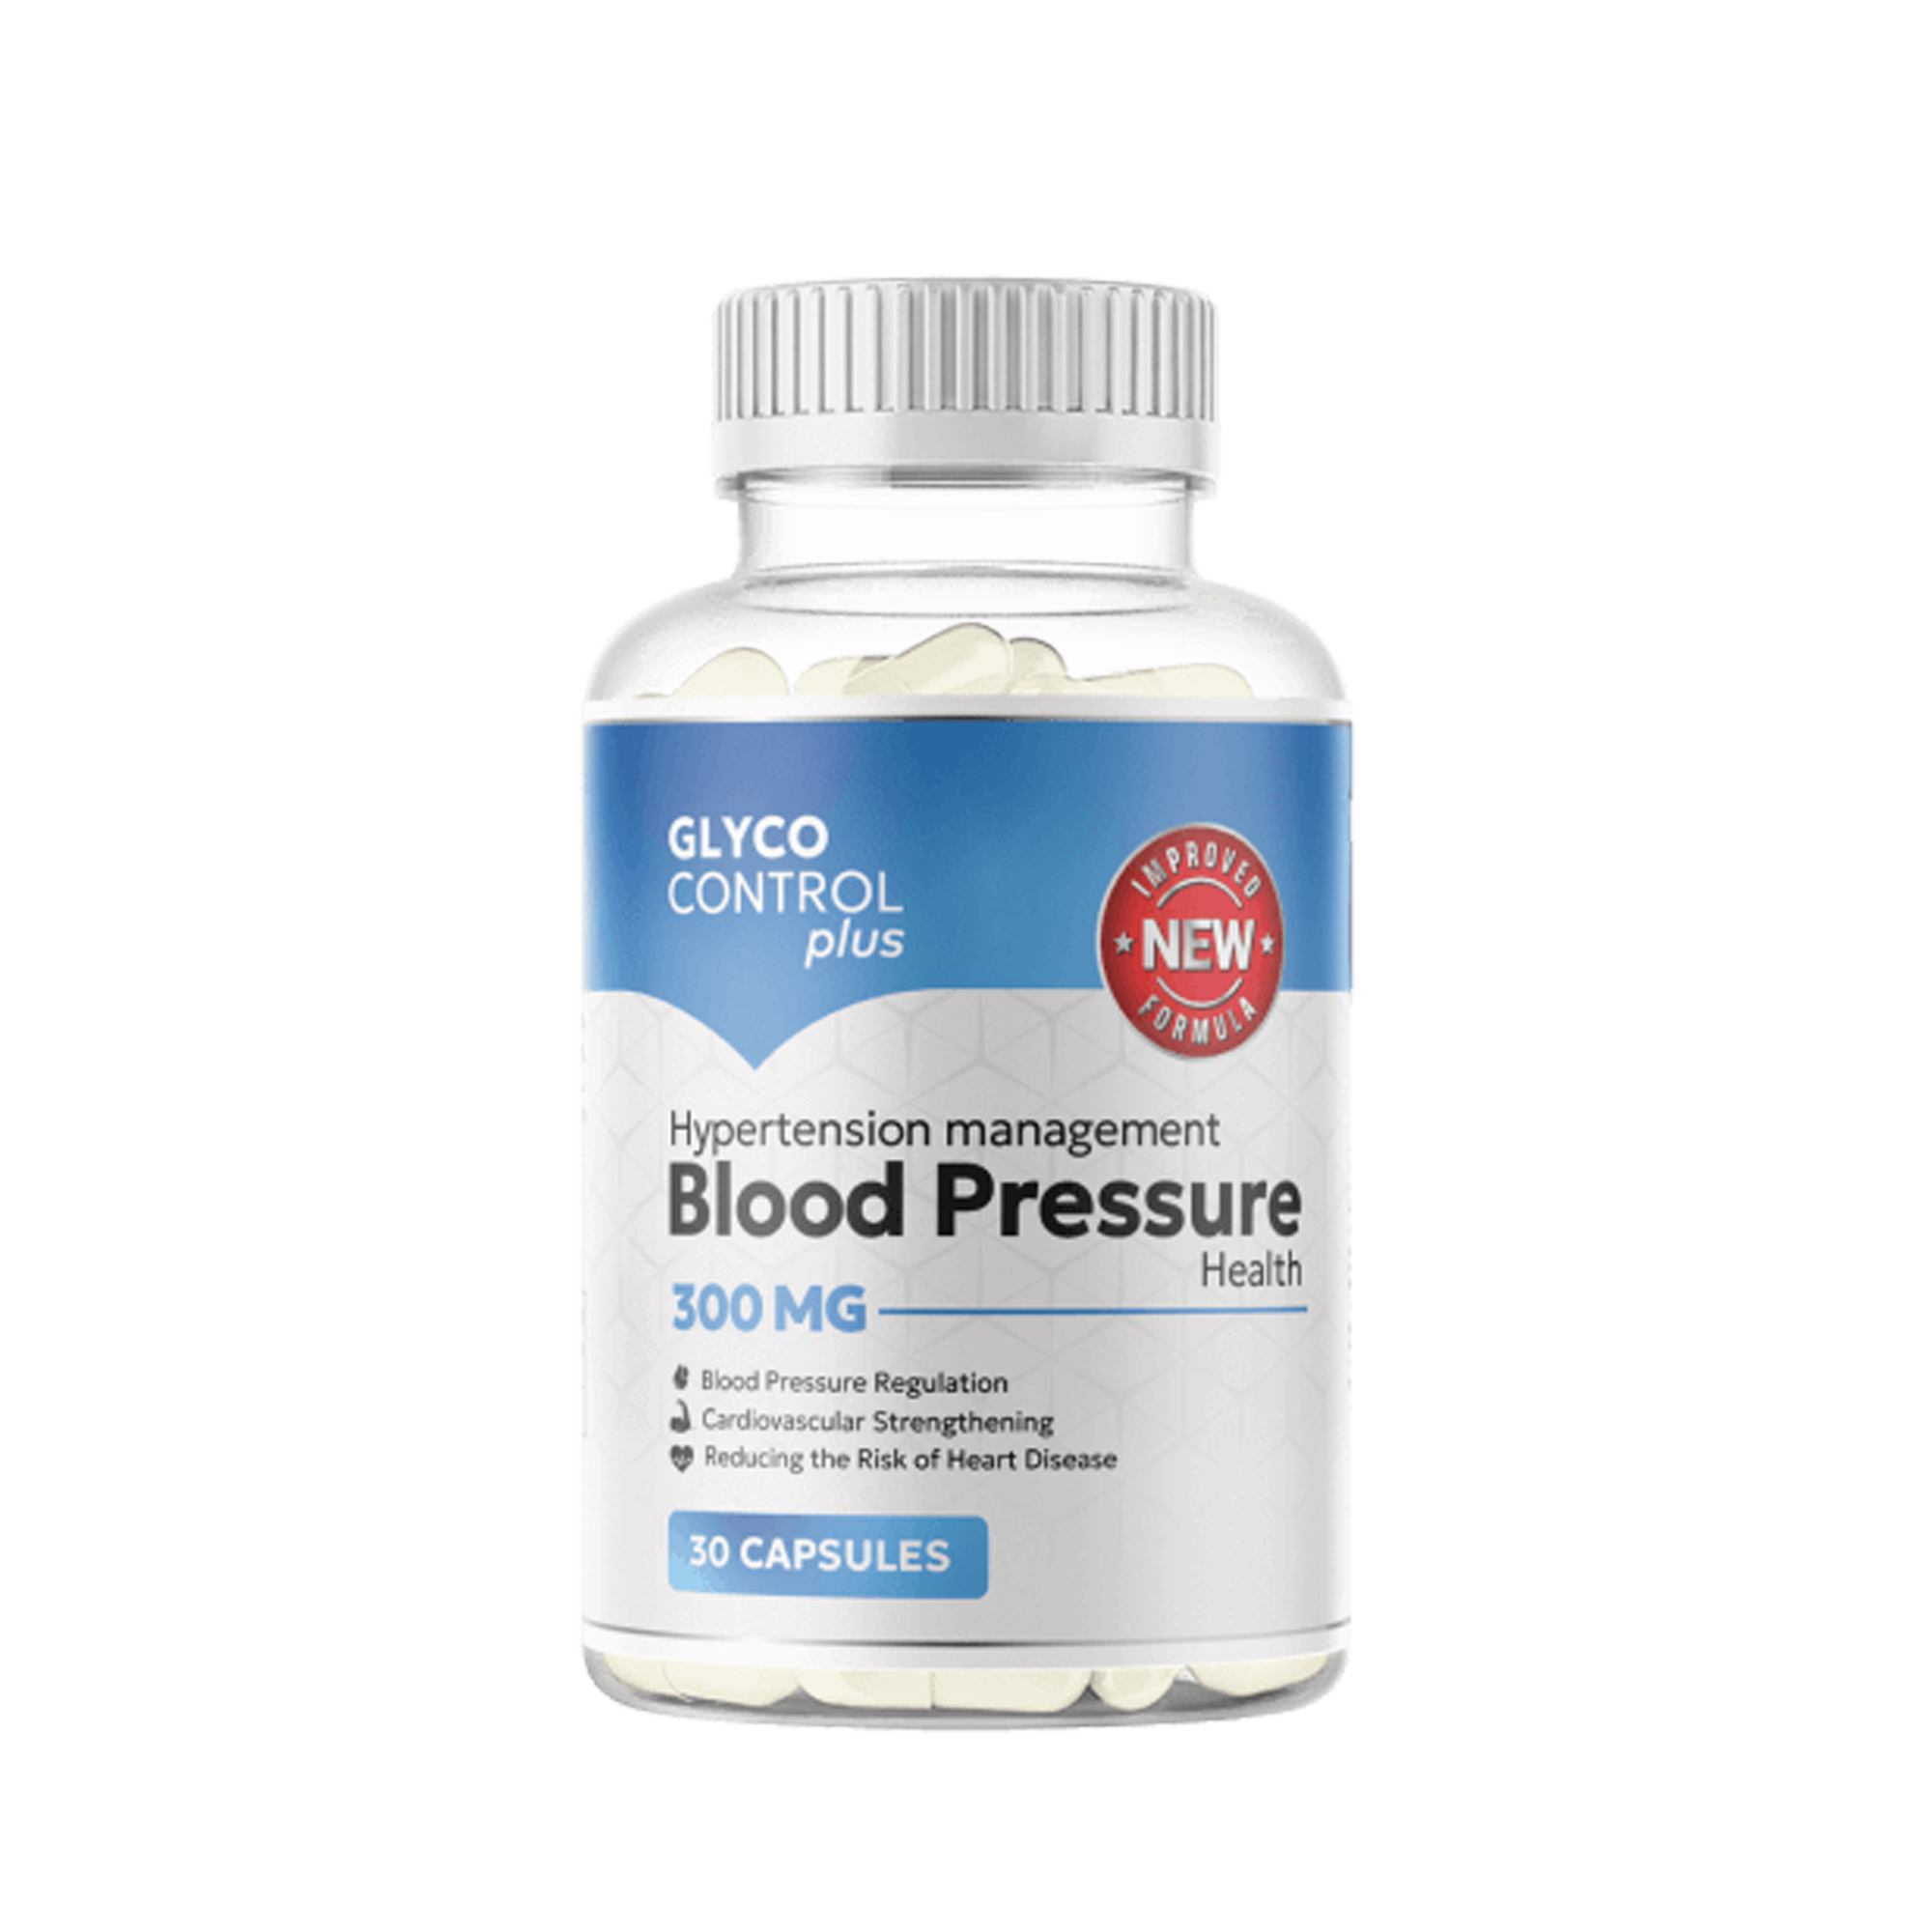 GLYCO
CONTROL
plus
IMPROVED
NEW
FORMULA
Hypertension management
Blood Pressure
Health
300 MG
Blood Pressure Regulation
Cardiovascular Strengthening
Reducing the Risk of Heart Disease
30 CAPSULES